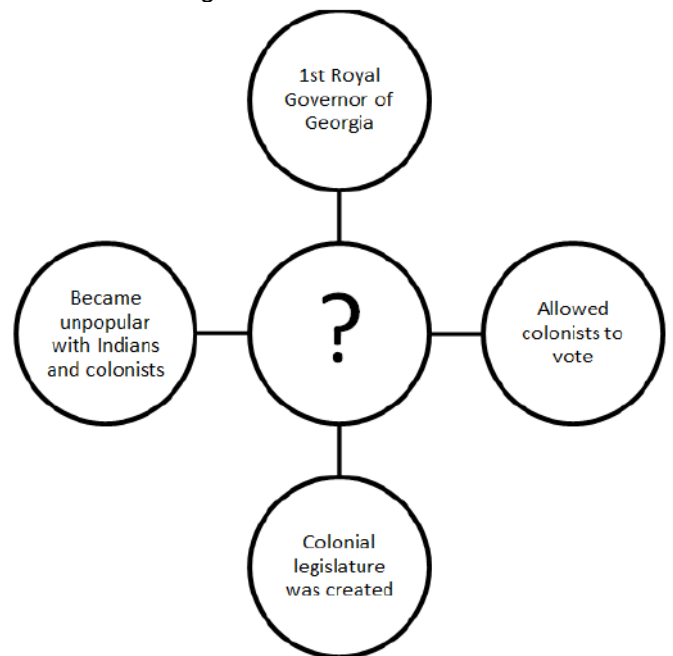 1st Royal
Governor of
Georgia
Became
unpopular
with Indians
and colonists
?
Allowed
colonists to
vote
Colonial
legislature
was created